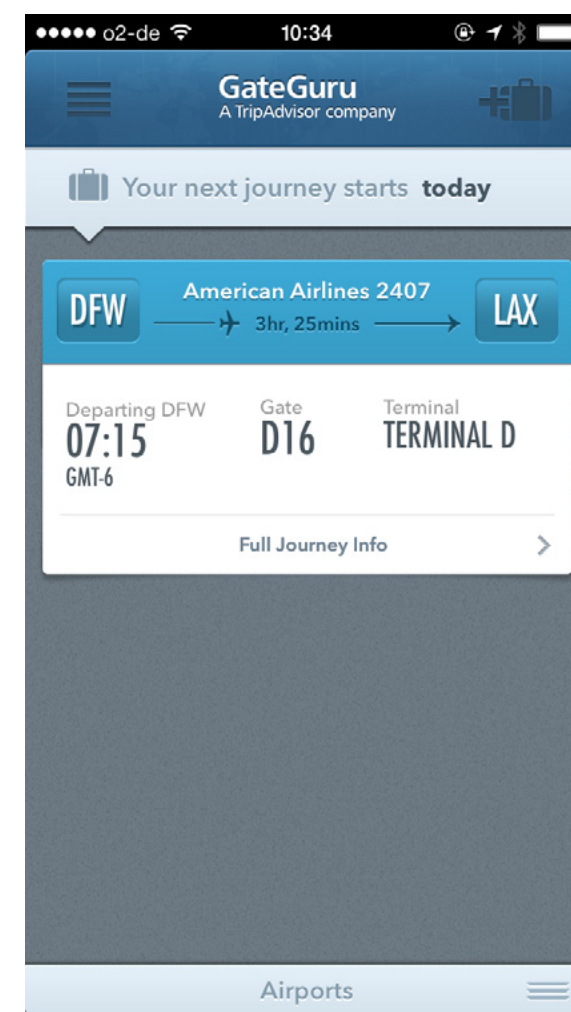 o2-de 10:34
GateGuru
A TripAdvisor company
Your next journey starts today
American Airlines 2407
DFW 3hr, 25mins LAX
Departing DFW Gate Terminal
07:15 D16 TERMINAL D
GMT-6
Full Journey Info
Airports